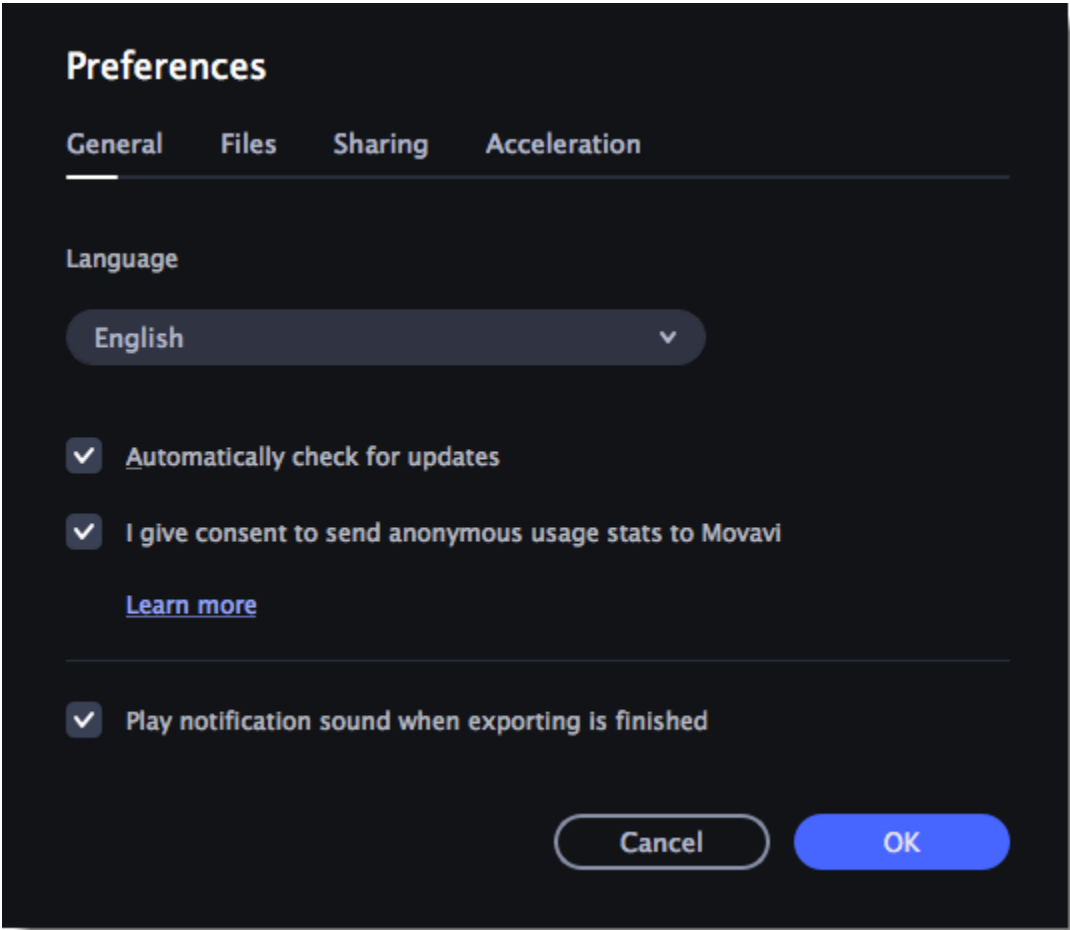 Preferences
General Files Sharing Acceleration
Language
English
Automatically check for updates
I give consent to send anonymous usage stats to Movavi
Learn more
Play notification sound when exporting is finished
Cancel OK